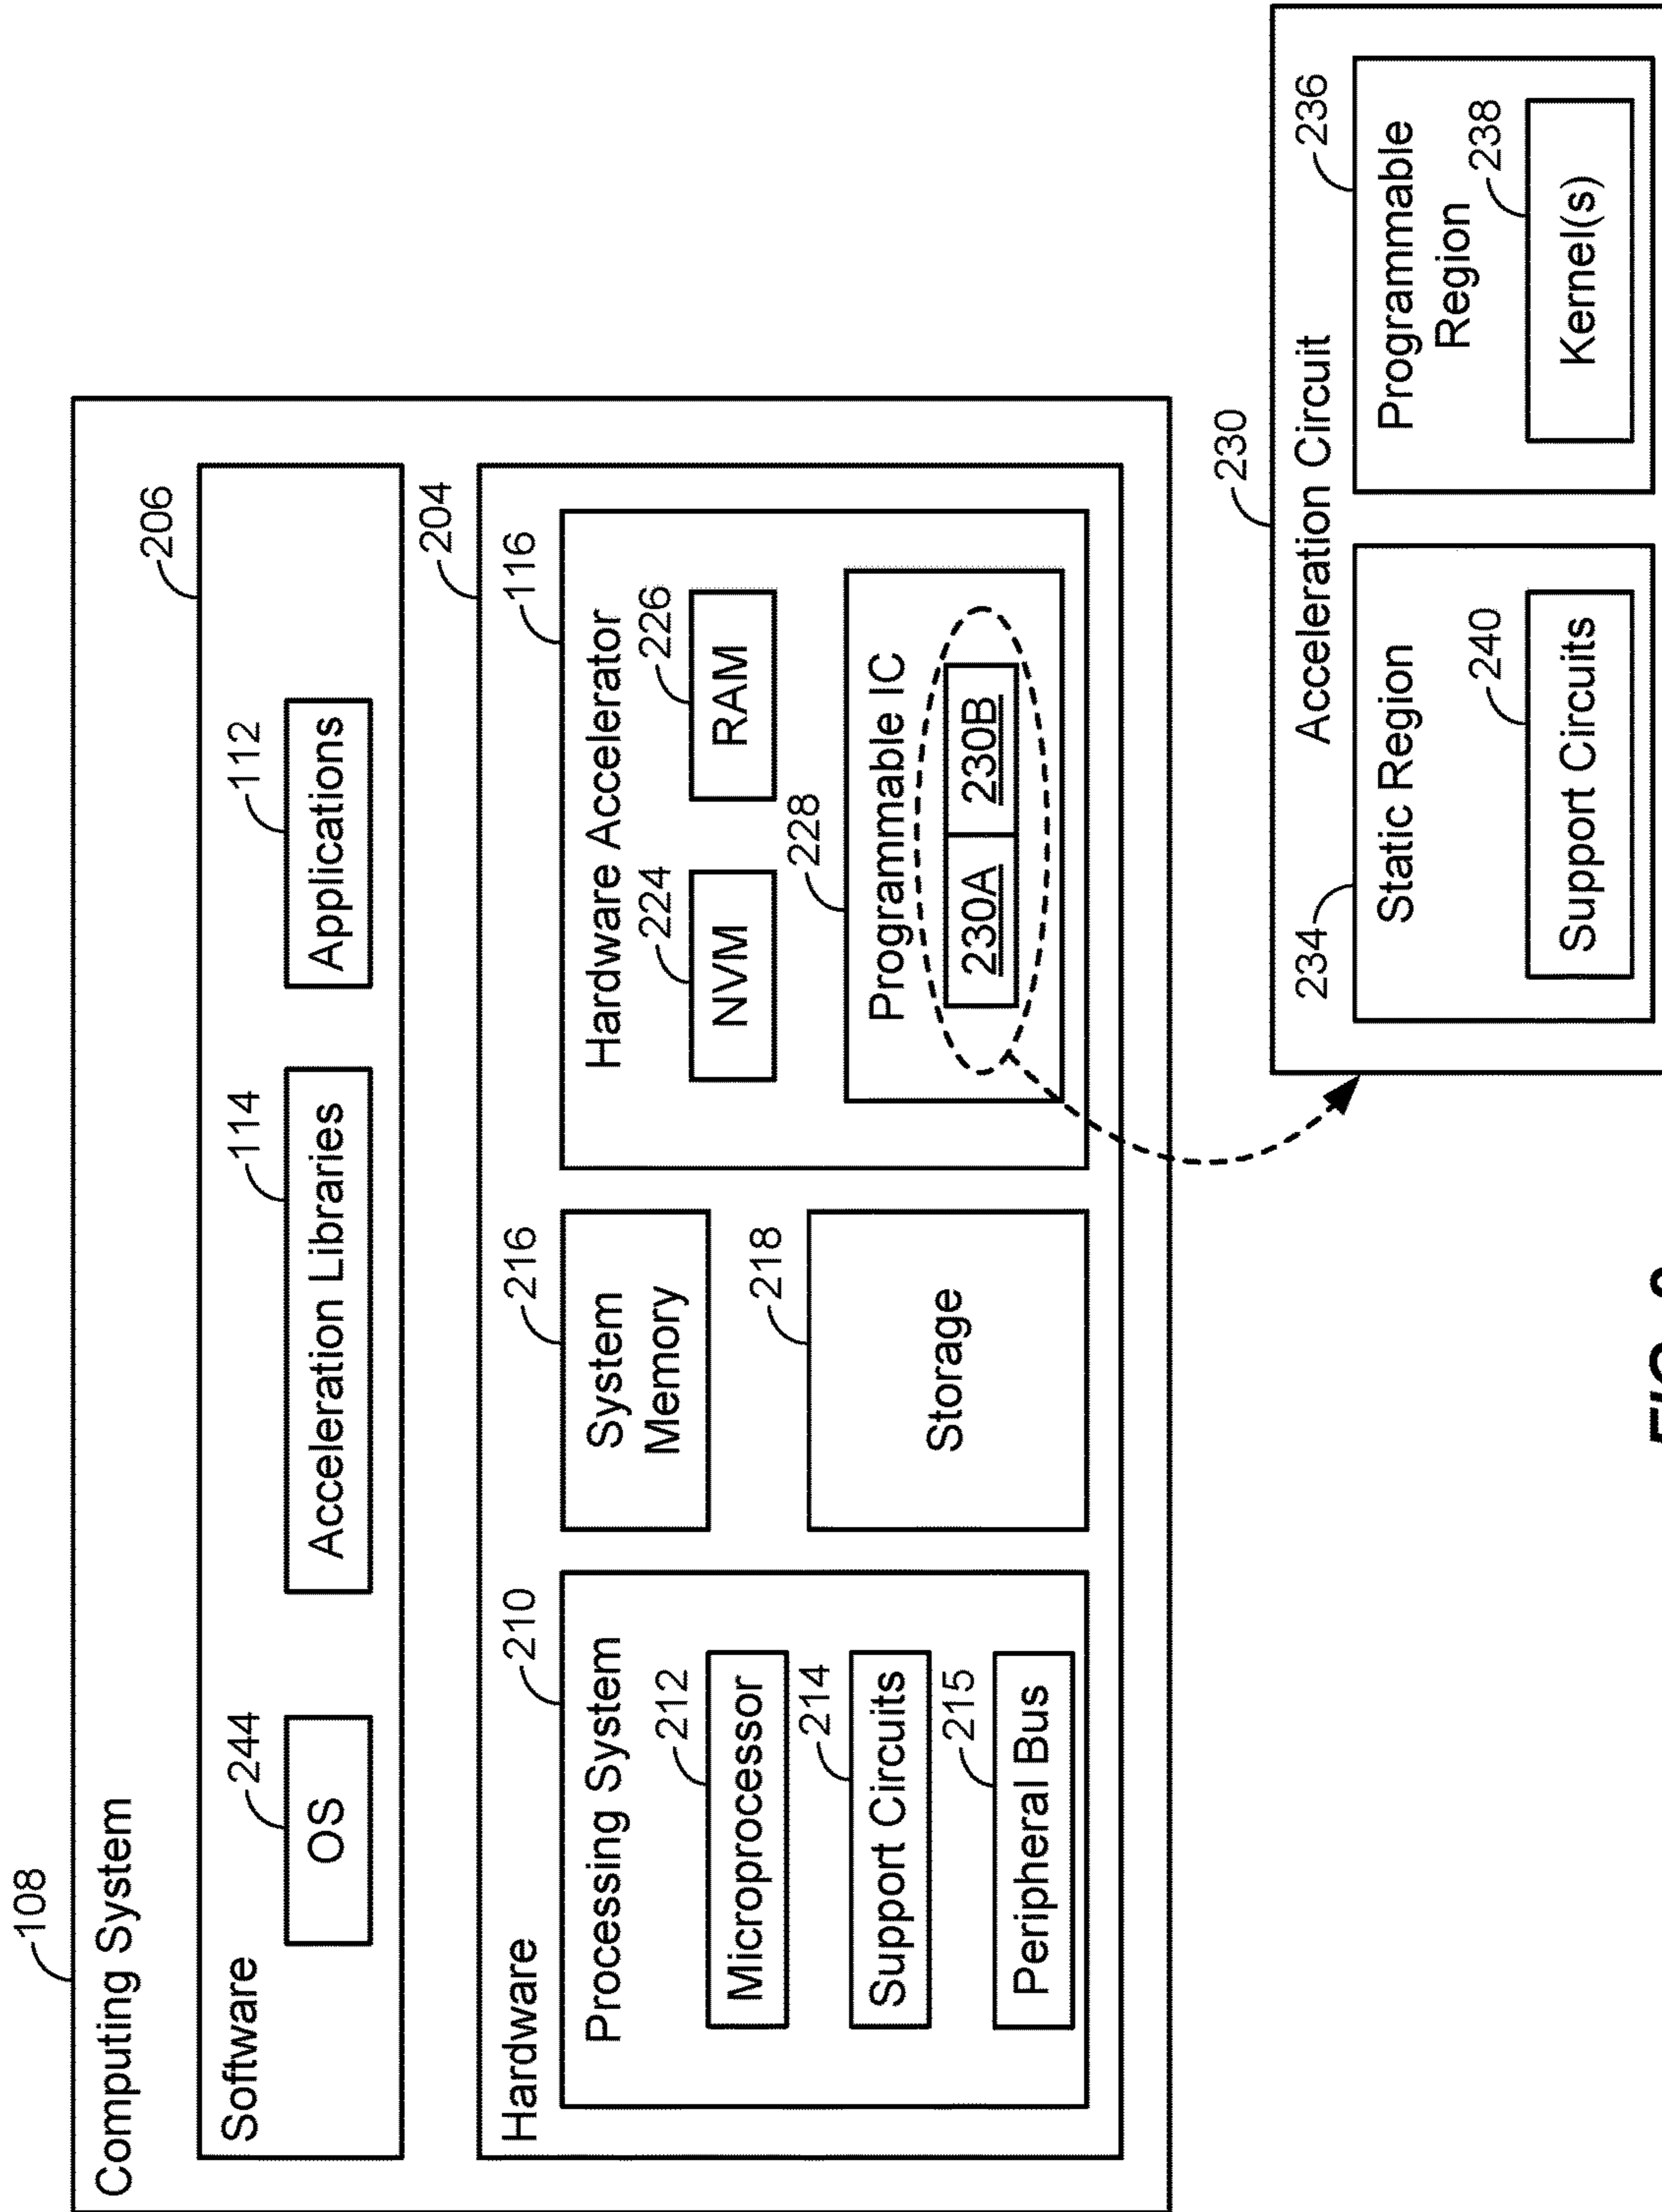 108
Computing System
206
Software
244
OS
114
Acceleration Libraries
112
Applications
204
Hardware
210
Processing System
212
Microprocessor
214
Support Circuits
215
Peripheral Bus
216
System
Memory
218
Storage
116
Hardware Accelerator
224
NVM
226
RAM
228
Programmable IC
230A
230B
230
Acceleration Circuit
234
Static Region
240
Support Circuits
236
Programmable
Region
238
Kernel(s)